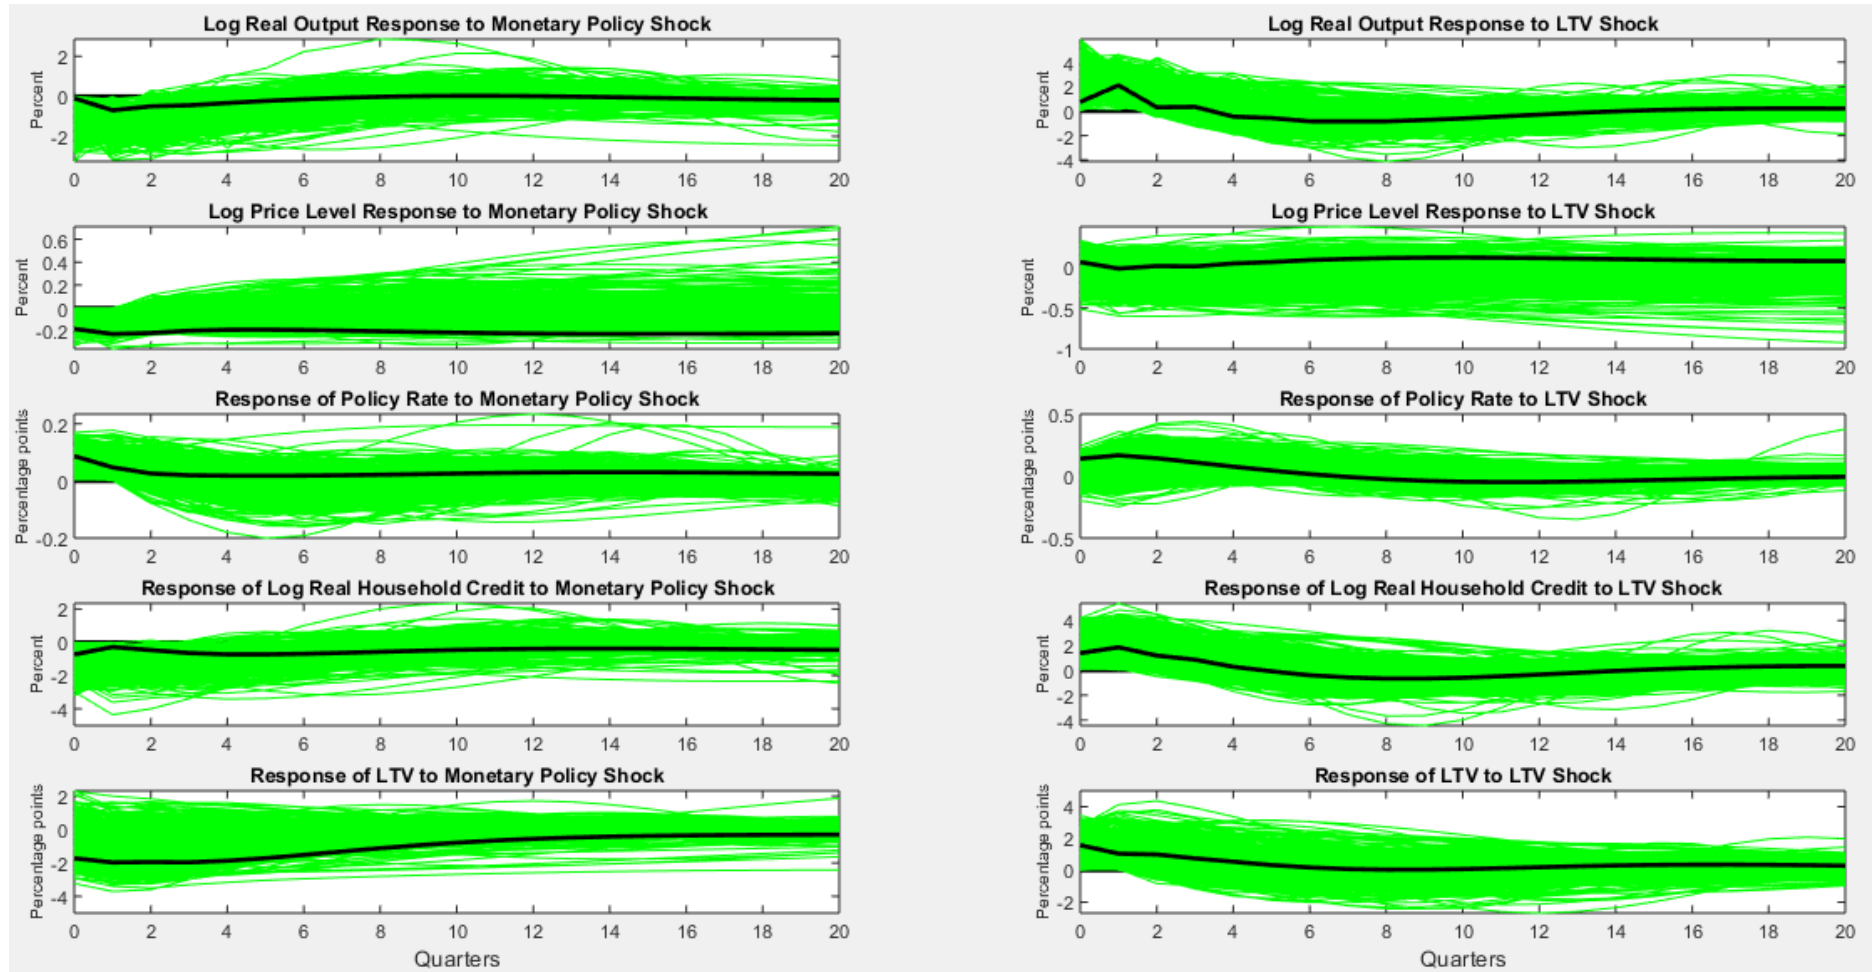 Log Real Output Response to Monetary Policy Shock
Percent
2
0
-2
0 2 4 6 8 10 12 14 16 18 20
Log Price Level Response to Monetary Policy Shock
Percent
0.6
0.4
0.2
0
-0.2
0 2 4 6 8 10 12 14 16 18 20
Response of Policy Rate to Monetary Policy Shock
Percentage points
0.2
0
-0.2
0 2 4 6 8 10 12 14 16 18 20
Response of Log Real Household Credit to Monetary Policy Shock
Percent
2
0
-2
-4
0 2 4 6 8 10 12 14 16 18 20
Response of LTV to Monetary Policy Shock
Percentage points
2
0
-2
-4
0 2 4 6 8 10 12 14 16 18 20
Quarters
Log Real Output Response to LTV Shock
Percent
4
2
0
-2
-4
0 2 4 6 8 10 12 14 16 18 20
Log Price Level Response to LTV Shock
Percent
0
-0.5
-1
0 2 4 6 8 10 12 14 16 18 20
Response of Policy Rate to LTV Shock
Percentage points
0.5
0
-0.5
0 2 4 6 8 10 12 14 16 18 20
Response of Log Real Household Credit to LTV Shock
Percent
4
2
0
-2
-4
0 2 4 6 8 10 12 14 16 18 20
Response of LTV to LTV Shock
Percentage points
4
2
0
-2
0 2 4 6 8 10 12 14 16 18 20
Quarters